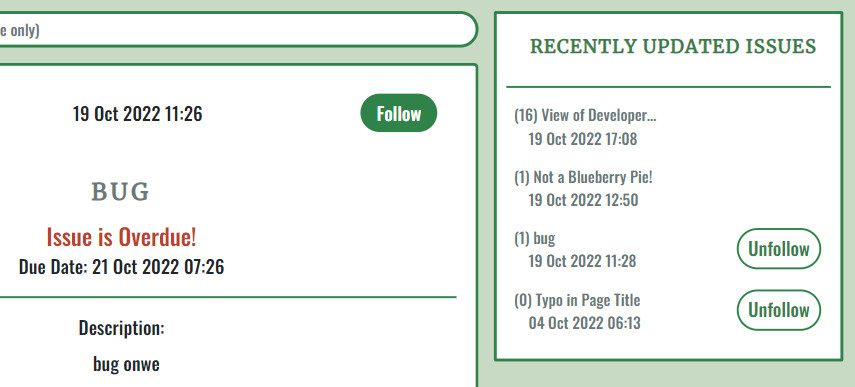 e only)
19 Oct 2022 11:26
Follow
BUG
Issue is Overdue!
Due Date: 21 Oct 2022 07:26
Description:
bug onwe
RECENTLY UPDATED ISSUES
(16) View of Developer...
19 Oct 2022 17:08
(1) Not a Blueberry Pie!
19 Oct 2022 12:50
(1) bug
19 Oct 2022 11:28
Unfollow
(0) Typo in Page Title
04 Oct 2022 06:13
Unfollow